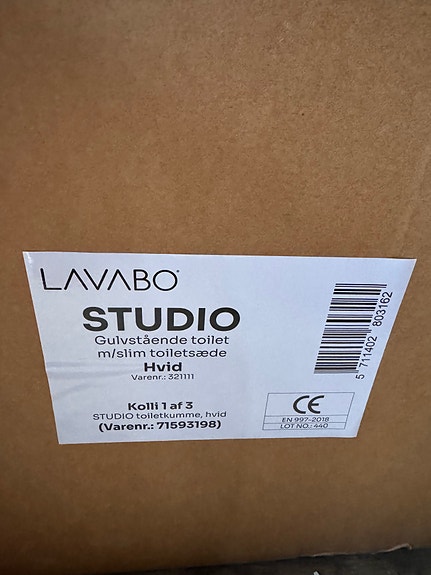 LAVABO®
STUDIO
Gulvstående toilet
m/slim toiletsæde
Hvid
Varenr.: 321111
Kolli 1 af 3
STUDIO toiletkumme, hvid
(Varenr.: 71593198)
5 711402 803162
CE
EN 997-2018
LOT NO.: 440